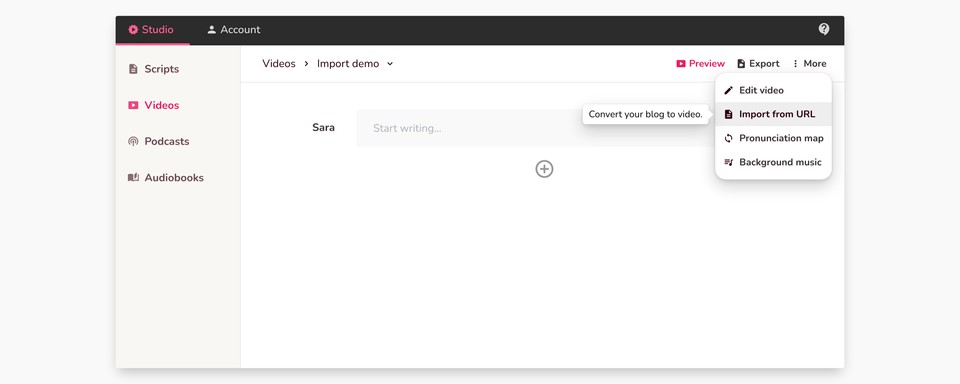 Studio
Account
Scripts
Videos
Podcasts
Audiobooks
Videos > Import demo
Preview
Export
More
Sara
Start writing...
Edit video
Import from URL
Convert your blog to video.
Pronunciation map
Background music